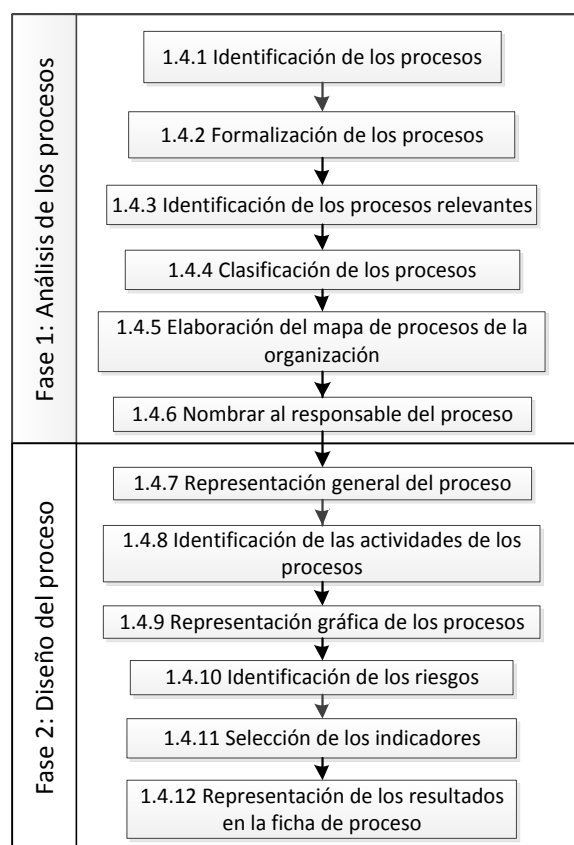 Fase 1: Análisis de los procesos
1.4.1 Identificación de los procesos
1.4.2 Formalización de los procesos
1.4.3 Identificación de los procesos relevantes
1.4.4 Clasificación de los procesos
1.4.5 Elaboración del mapa de procesos de la
organización
1.4.6 Nombrar al responsable del proceso
Fase 2: Diseño del proceso
1.4.7 Representación general del proceso
1.4.8 Identificación de las actividades de los
procesos
1.4.9 Representación gráfica de los procesos
1.4.10 Identificación de los riesgos
1.4.11 Selección de los indicadores
1.4.12 Representación de los resultados
en la ficha de proceso